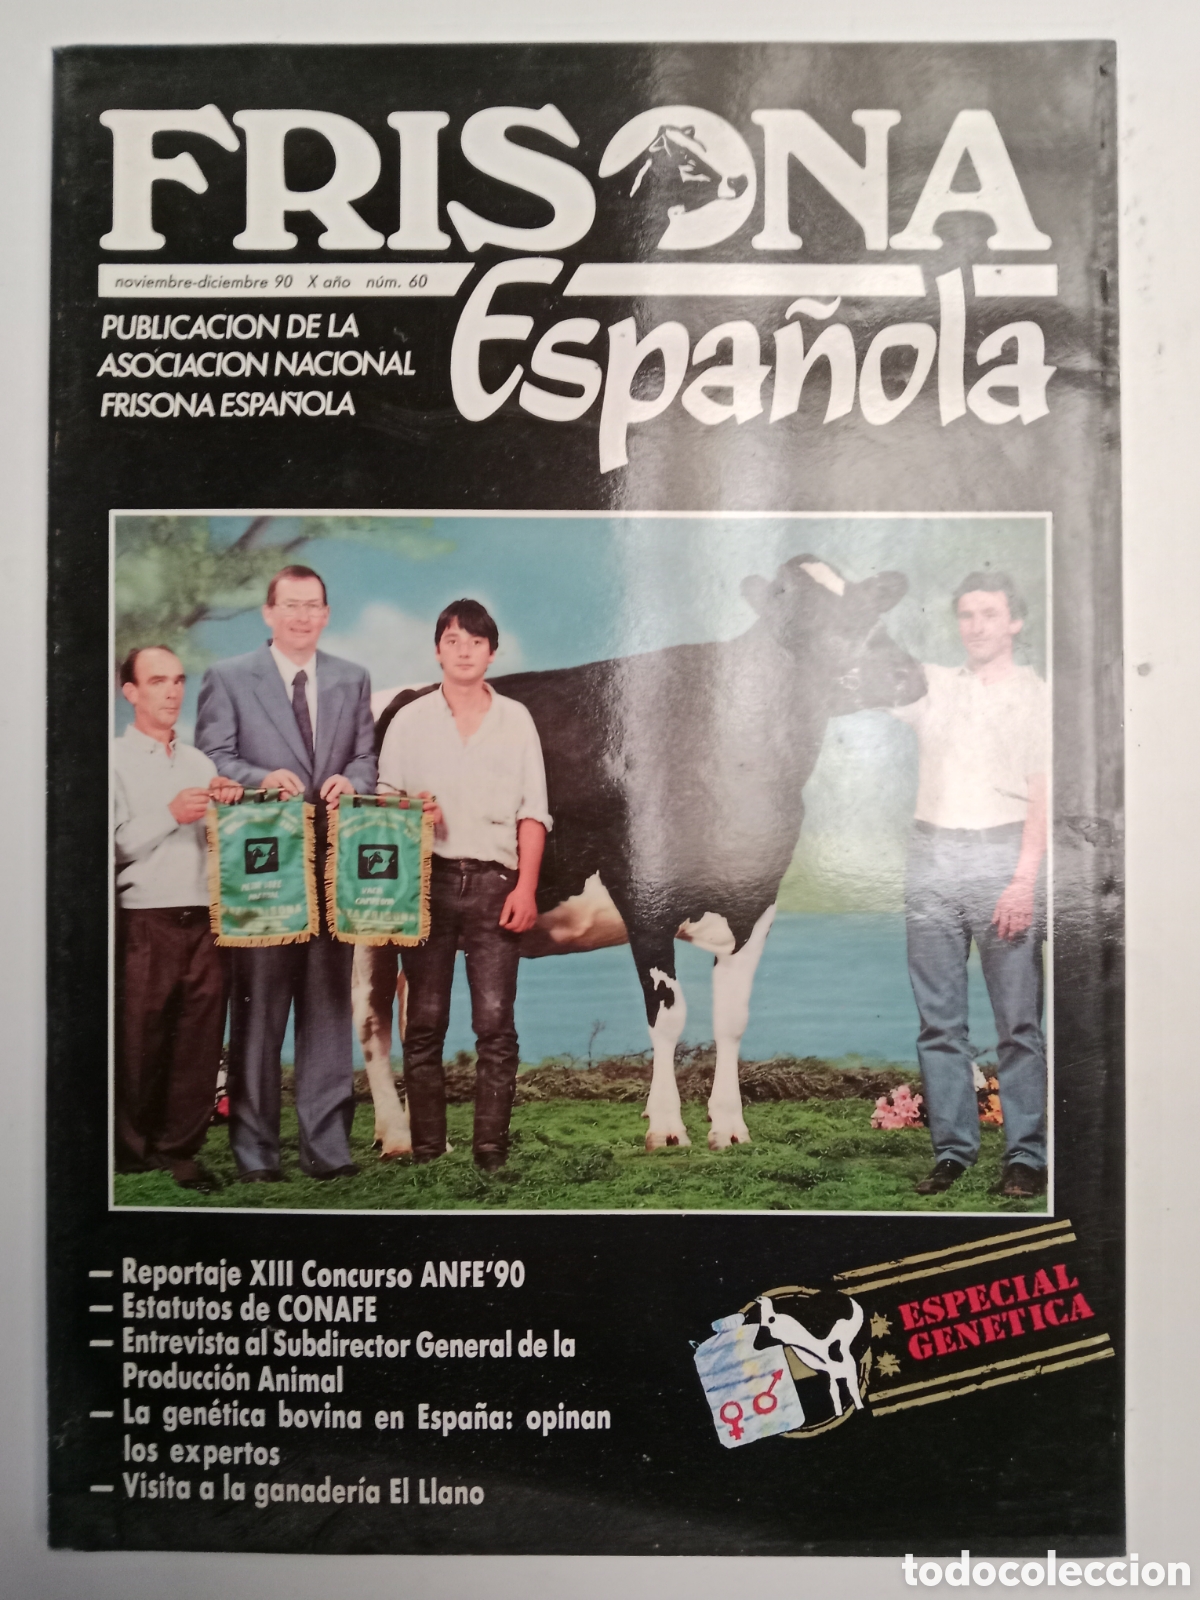 FRISONA
noviembre-diciembre 90 X año núm. 60
Española
PUBLICACION DE LA
ASOCIACION NACIONAL
FRISONA ESPAÑOLA
— Reportaje XIII Concurso ANFE'90
— Estatutos de CONAFE
— Entrevista al Subdirector General de la
Producción Animal
— La genética bovina en España: opinan
los expertos
— Visita a la ganadería El Llano
ESPECIAL
GENETICA
todocoleccion